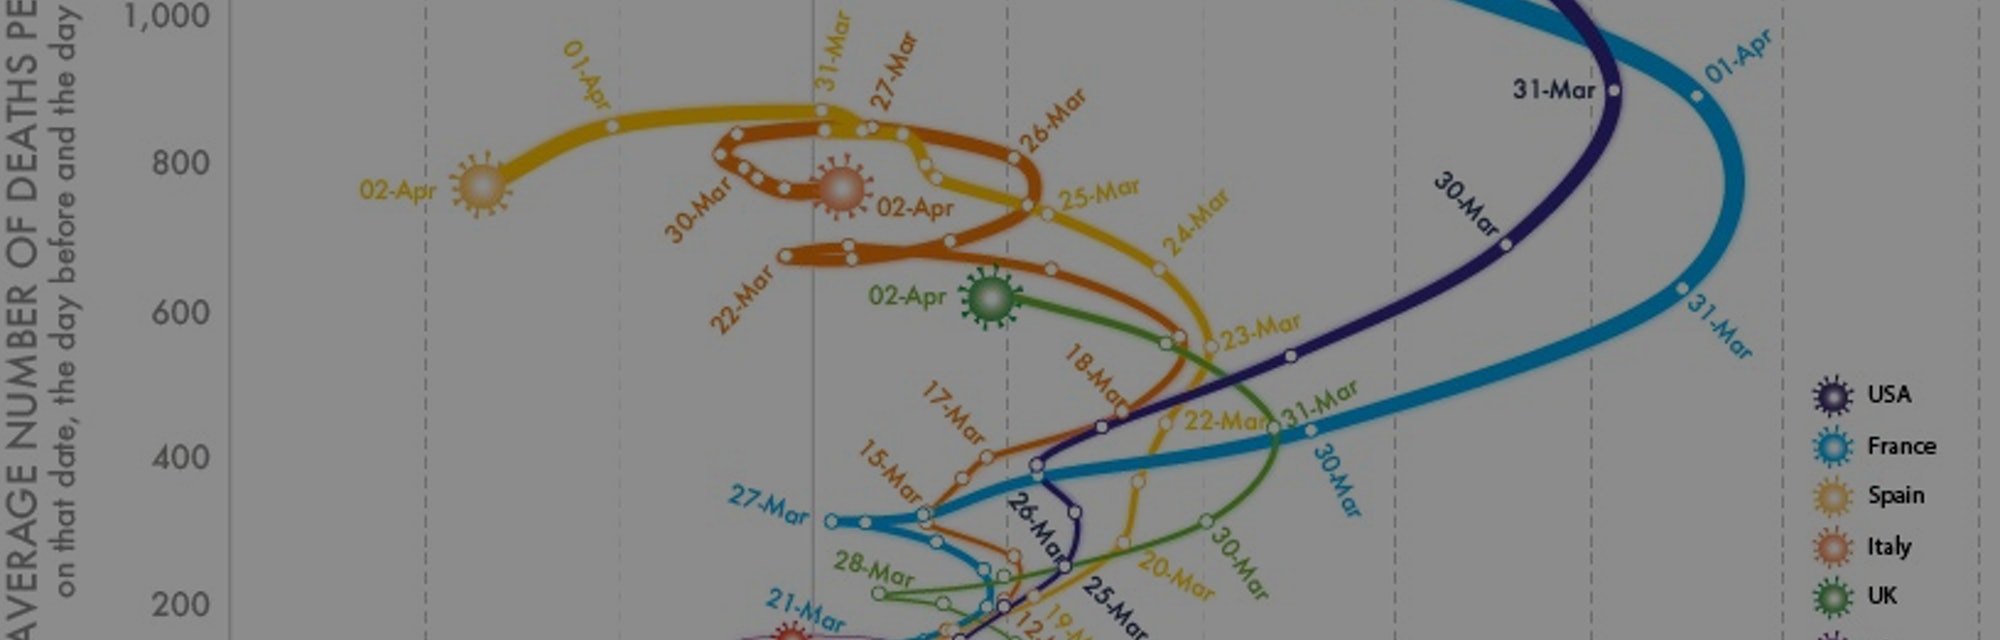 AVERAGE NUMBER OF DEATHS PE
on that date, the day before and the day
1,000
800
600
400
200
01-Apr
31-Mar
27-Mar
26-Mar
02-Apr
30-Mar
02-Apr
25-Mar
24-Mar
22-Mar
02-Apr
23-Mar
18-Mar
17-Mar
22-Mar
31-Mar
15-Mar
27-Mar
26-Mar
30-Mar
28-Mar
20-Mar
30-Mar
21-Mar
25-Mar
19-M
12-
31-Mar
30-Mar
01-Apr
31-Mar
USA
France
Spain
Italy
UK